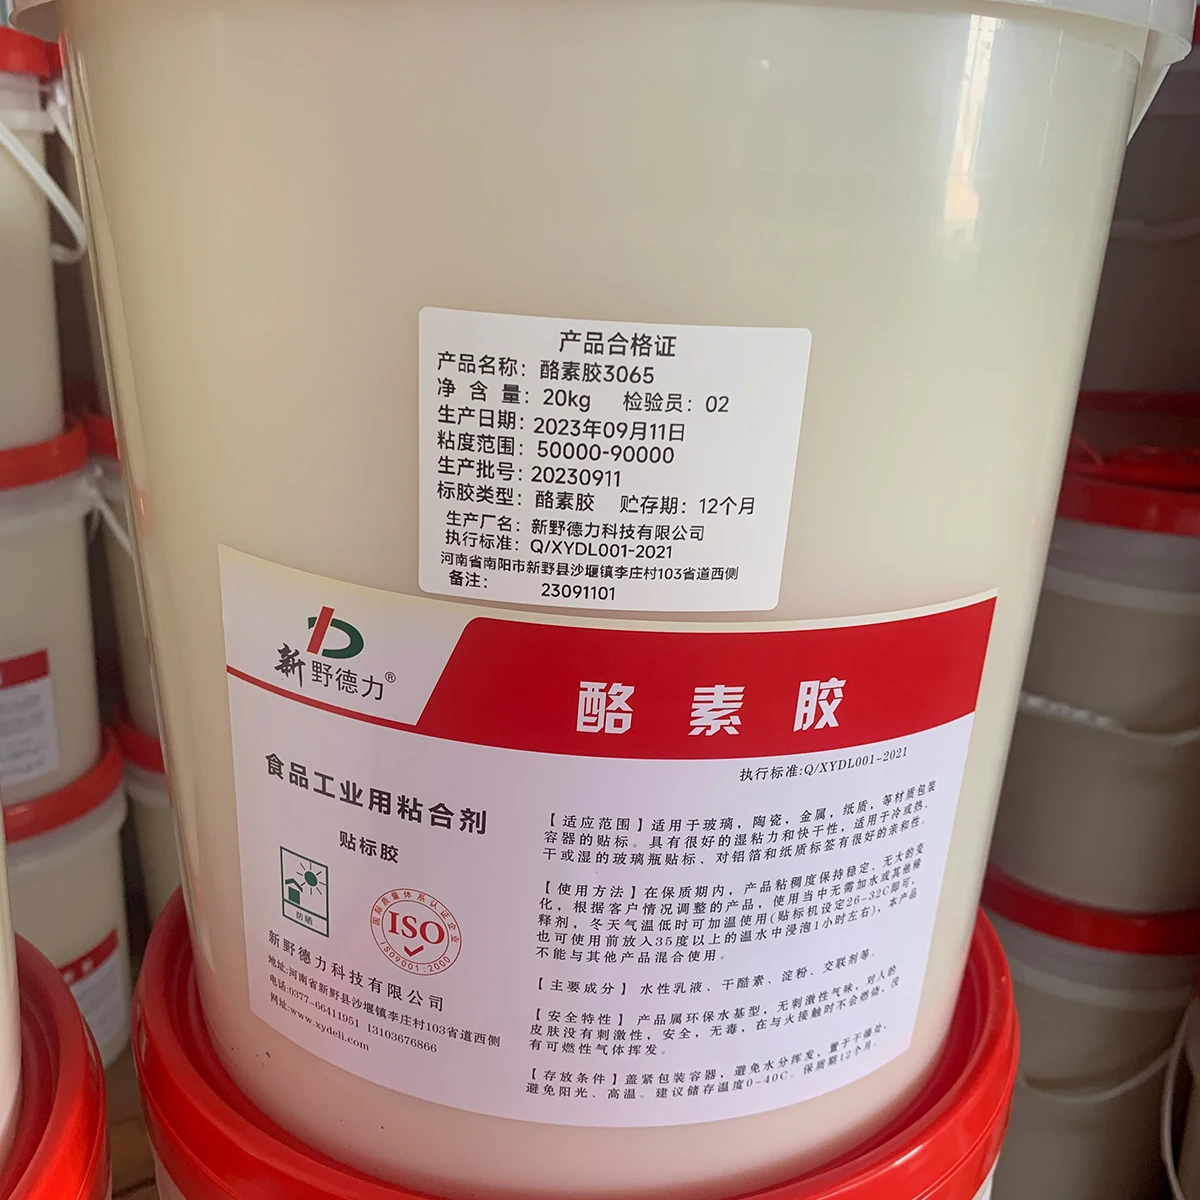 产品合格证
产品名称：酪素胶3065
净 含 量：20kg 检验员：02
生产日期：2023年09月11日
粘度范围：50000-90000
生产批号：20230911
标胶类型：酪素胶 贮存期：12个月
生产厂名：新野德力科技有限公司
执行标准：Q/XYDL001-2021
河南省南阳市新野县沙堰镇李庄村103省道西侧
备注： 23091101
新野德力®
酪素胶
执行标准:Q/XYDL001-2021
食品工业用粘合剂
贴标胶
防晒
国际质量体系认证企业
ISO
ISO9001:2000
新野德力科技有限公司
地址:河南省新野县沙堰镇李庄村103省道西侧
电话:0377-66411951 13103676866
网址:www.xydeli.com
【适应范围】适用于玻璃，陶瓷，金属，纸质，等材质包装
容器的贴标。具有很好的湿粘力和快干性，适用于冷或热、
干或湿的玻璃瓶贴标、对铝箔和纸质标签有很好的亲和性。
【使用方法】在保质期内，产品粘稠度保持稳定、无大的变
化，根据客户情况调整的产品，使用当中无需加水或其他稀
释剂，冬天气温低时可加温使用(贴标机设定26-32C即可，
也可使用前放入35度以上的温水中浸泡1小时左右)，本产品
不能与其他产品混合使用。
【主要成分】水性乳液、干酪素、淀粉、交联剂等。
【安全特性】产品属环保水基型，无刺激性气味，对人的
皮肤没有刺激性，安全，无毒，在与火接触时不会燃烧，没
有可燃性气体挥发。
【存放条件】盖紧包装容器，避免水分挥发，置于干燥处，
避免阳光、高温。建议储存温度0-40C。保质期12个月.